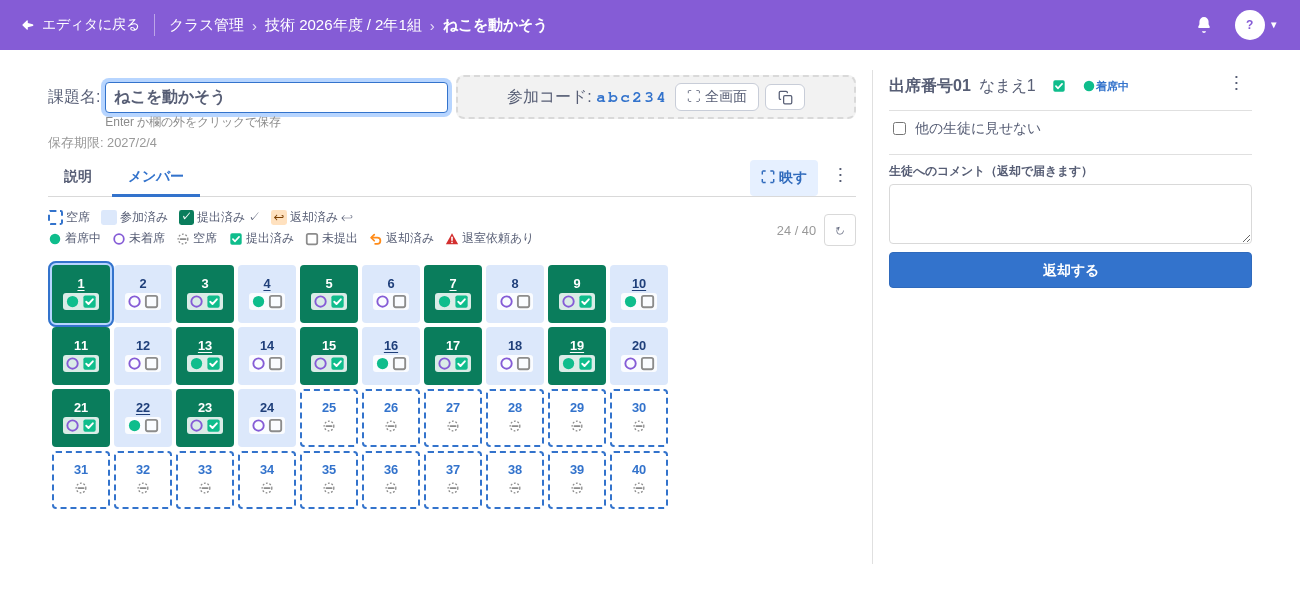 エディタに戻る クラス管理 › 技術 2026年度 / 2年1組 › ねこを動かそう ? ▾
課題名: ねこを動かそう 参加コード: abc234 全画面
Enter か欄の外をクリックで保存
保存期限: 2027/2/4
説明 メンバー 映す
空席 参加済み 提出済み ✓ 返却済み ↩
着席中 未着席 空席 提出済み 未提出 返却済み 退室依頼あり
24 / 40
1 2 3 4 5 6 7 8 9 10
11 12 13 14 15 16 17 18 19 20
21 22 23 24 25 26 27 28 29 30
31 32 33 34 35 36 37 38 39 40
出席番号01 なまえ1 着席中
他の生徒に見せない
生徒へのコメント（返却で届きます）
返却する